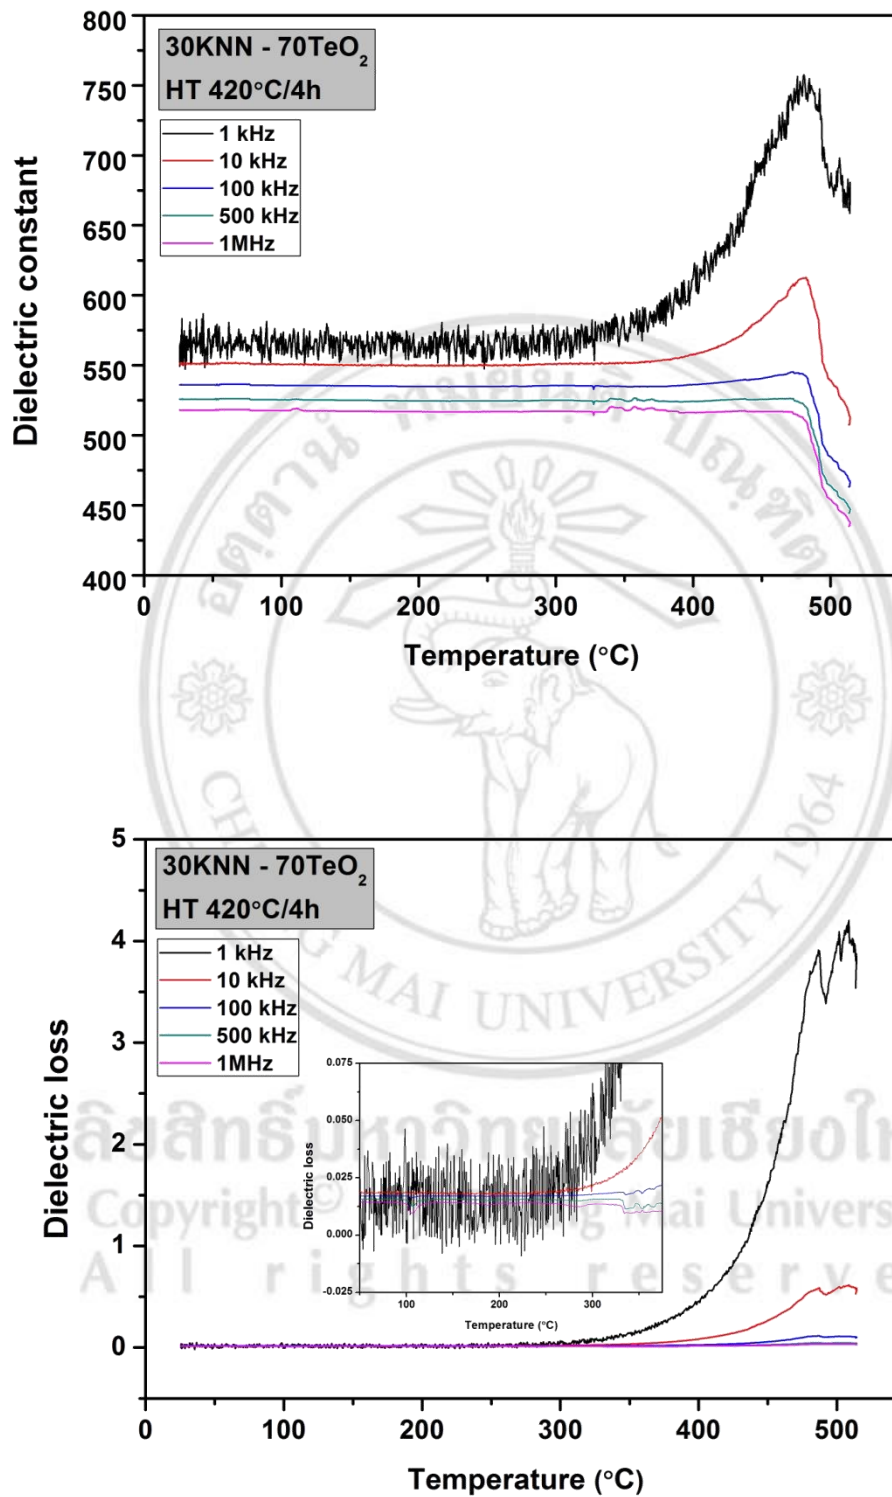 800
750
700
650
600
550
500
450
400
Dielectric constant
30KNN - 70TeO₂
HT 420°C/4h
1 kHz
10 kHz
100 kHz
500 kHz
1MHz
0 100 200 300 400 500
Temperature (°C)
5
4
3
2
1
0
Dielectric loss
30KNN - 70TeO₂
HT 420°C/4h
1 kHz
10 kHz
100 kHz
500 kHz
1MHz
0.075
0.050
0.025
0.000
-0.025
Dielectric loss
100 200 300
Temperature (°C)
0 100 200 300 400 500
Temperature (°C)
MAI UNIVERSITY 1964
Copyright©
All rights